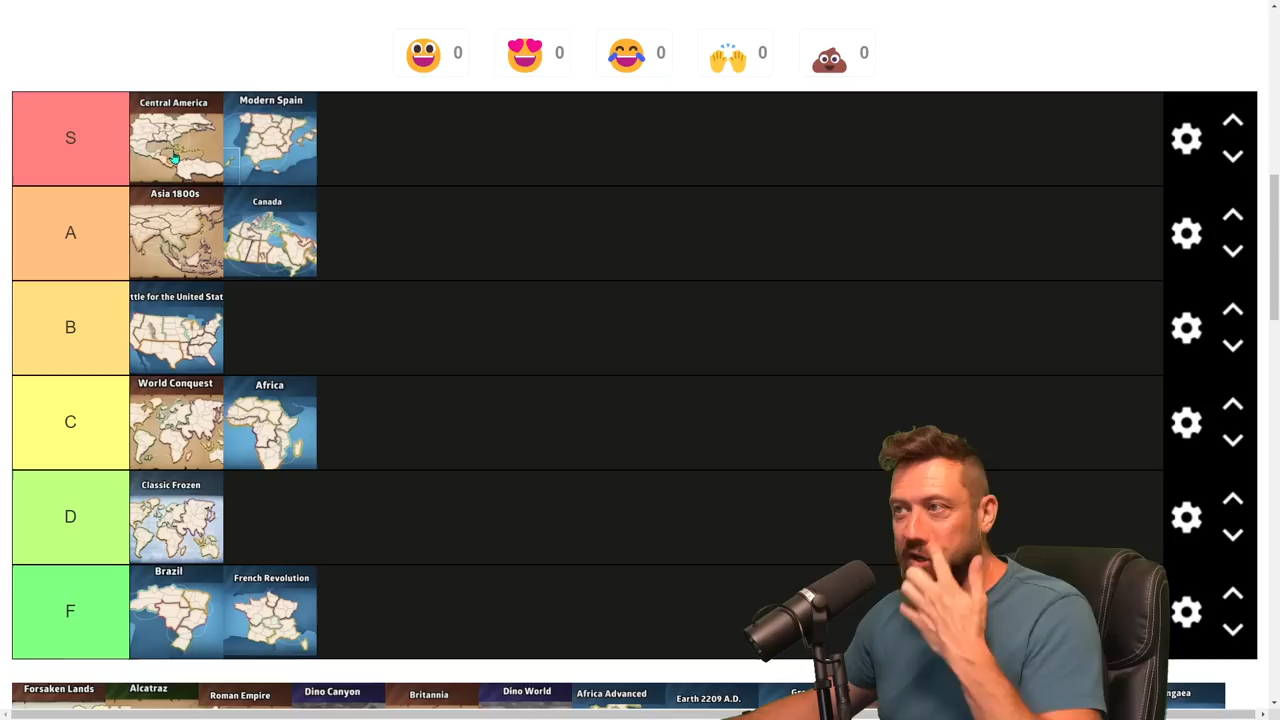 0 0 0 0 0
S
Central America
Modern Spain
A
Asia 1800s
Canada
B
ttle for the United Stat
C
World Conquest
Africa
D
Classic Frozen
F
Brazil
French Revolution
Forsaken Lands
Alcatraz
Roman Empire
Dino Canyon
Britannia
Dino World
Africa Advanced
Earth 2209 A.D.
Gr
ngaea